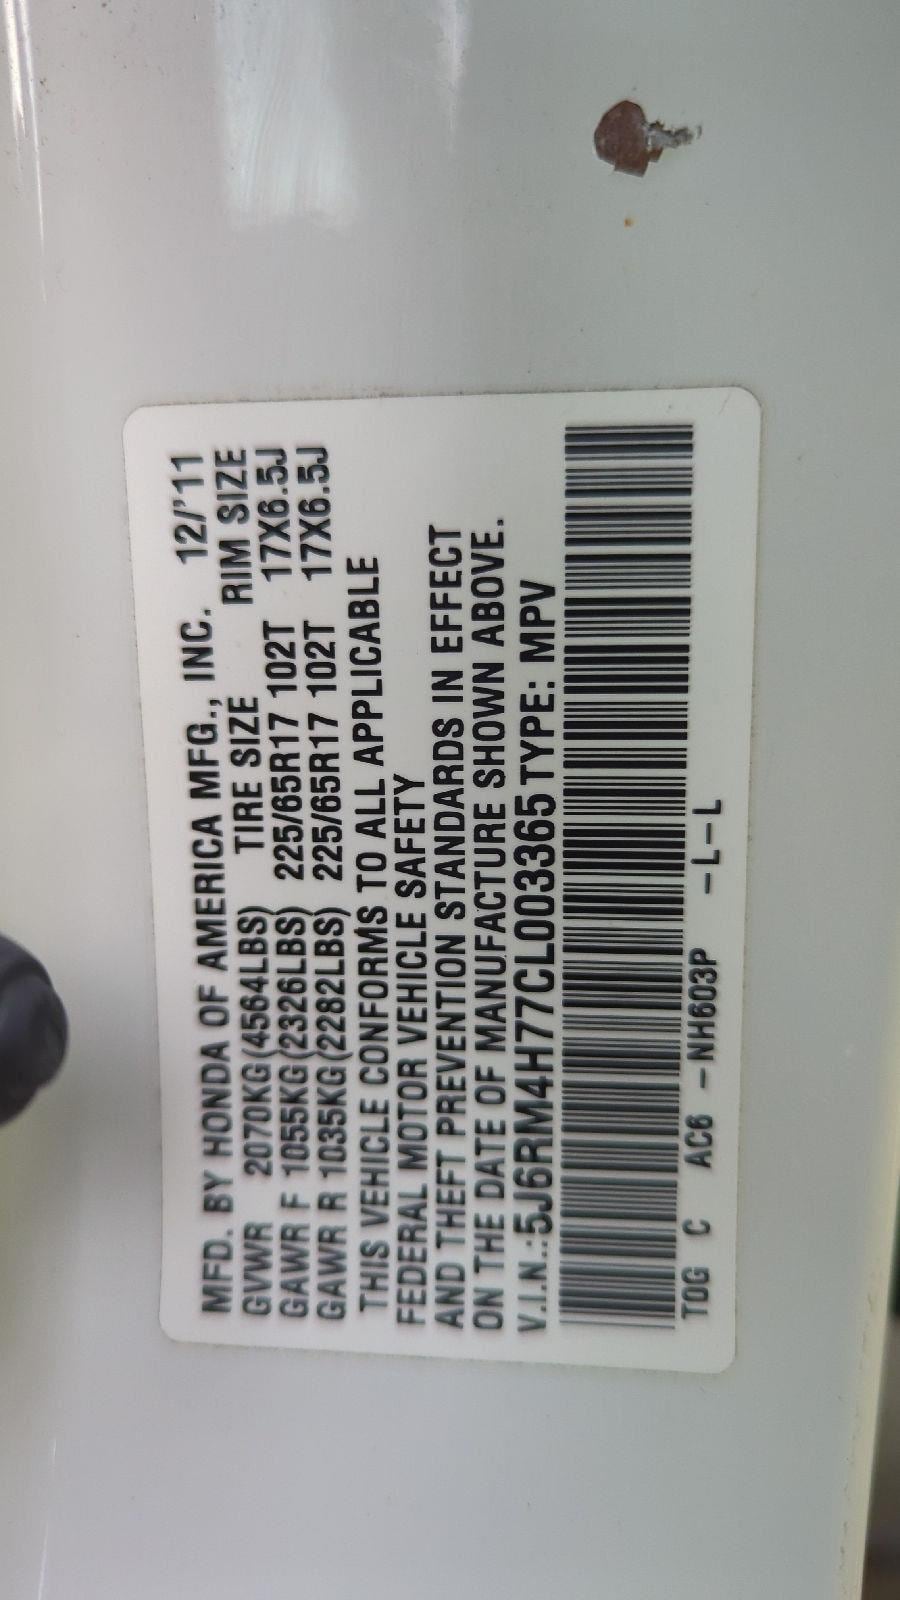 MFD. BY HONDA OF AMERICA MFG., INC. 12/'11
GVWR 2070KG(4564LBS) TIRE SIZE RIM SIZE
GAWR F 1055KG(2326LBS) 225/65R17 102T 17X6.5J
GAWR R 1035KG(2282LBS) 225/65R17 102T 17X6.5J
THIS VEHICLE CONFORMS TO ALL APPLICABLE
FEDERAL MOTOR VEHICLE SAFETY
AND THEFT PREVENTION STANDARDS IN EFFECT
ON THE DATE OF MANUFACTURE SHOWN ABOVE.
V.I.N.:5J6RM4H77CL003365 TYPE: MPV
T0G C AC6 -NH603P -L-L